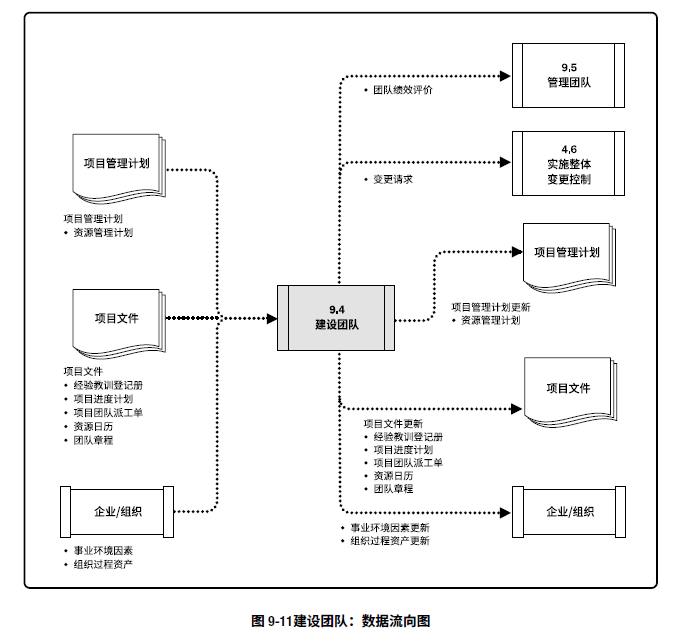 9.5
管理团队
• 团队绩效评价
4.6
实施整体
变更控制
• 变更请求
项目管理计划
项目管理计划
• 资源管理计划
项目管理计划
项目管理计划更新
• 资源管理计划
9.4
建设团队
项目文件
项目文件
• 经验教训登记册
• 项目进度计划
• 项目团队派工单
• 资源日历
• 团队章程
项目文件
项目文件更新
• 经验教训登记册
• 项目进度计划
• 项目团队派工单
• 资源日历
• 团队章程
企业/组织
• 事业环境因素
• 组织过程资产
企业/组织
• 事业环境因素更新
• 组织过程资产更新
图 9-11建设团队：数据流向图